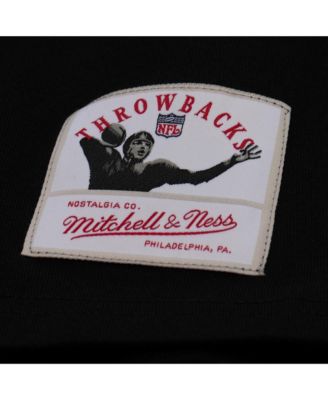 THROWBACKS
NFL
NOSTALGIA CO.
Mitchell & Ness
PHILADELPHIA, PA.